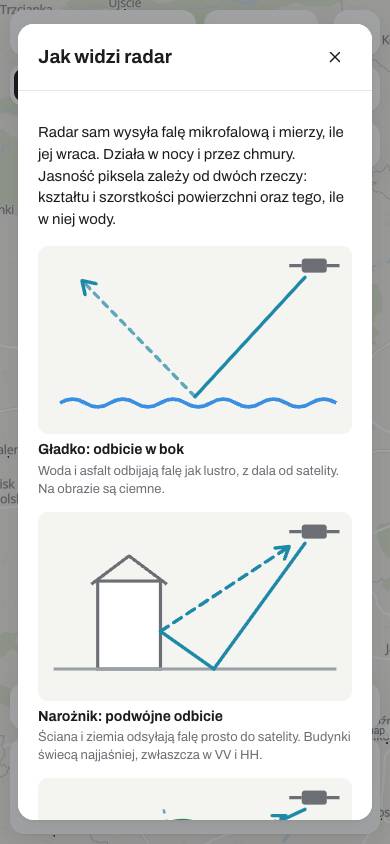 Trzcianka
Ujście
Jak widzi radar
Radar sam wysyła falę mikrofalową i mierzy, ile
jej wraca. Działa w nocy i przez chmury.
Jasność piksela zależy od dwóch rzeczy:
kształtu i szorstkości powierzchni oraz tego, ile
w niej wody.
Gładko: odbicie w bok
Woda i asfalt odbijają falę jak lustro, z dala od satelity.
Na obrazie są ciemne.
Narożnik: podwójne odbicie
Ściana i ziemia odsyłają falę prosto do satelity. Budynki
świecą najjaśniej, zwłaszcza w VV i HH.